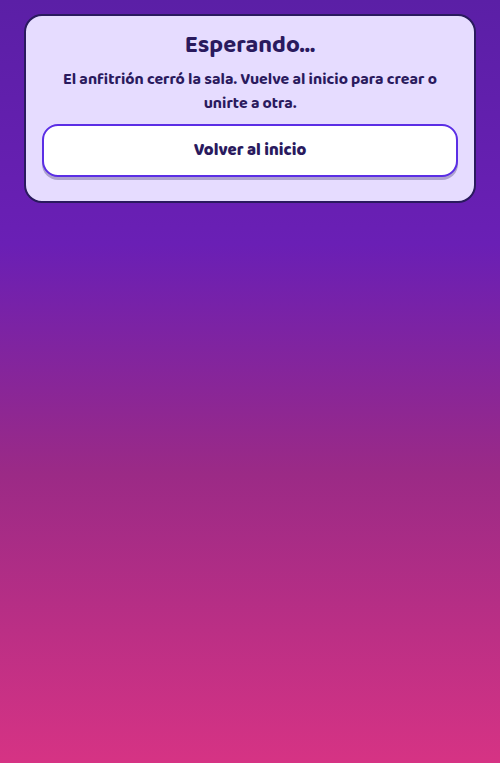 Esperando...
El anfitrión cerró la sala. Vuelve al inicio para crear o
unirte a otra.
Volver al inicio